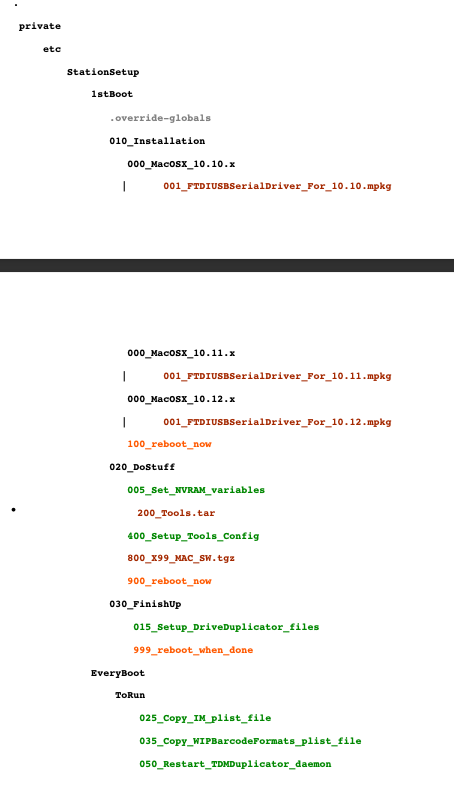 .
private
etc
StationSetup
1stBoot
.override-globals
010_Installation
000_MacOSX_10.10.x
| 001_FTDIUSBSerialDriver_For_10.10.mpkg
000_MacOSX_10.11.x
| 001_FTDIUSBSerialDriver_For_10.11.mpkg
000_MacOSX_10.12.x
| 001_FTDIUSBSerialDriver_For_10.12.mpkg
100_reboot_now
020_DoStuff
005_Set_NVRAM_variables
• 200_Tools.tar
400_Setup_Tools_Config
800_X99_MAC_SW.tgz
900_reboot_now
030_FinishUp
015_Setup_DriveDuplicator_files
999_reboot_when_done
EveryBoot
ToRun
025_Copy_IM_plist_file
035_Copy_WIPBarcodeFormats_plist_file
050_Restart_TDMDuplicator_daemon